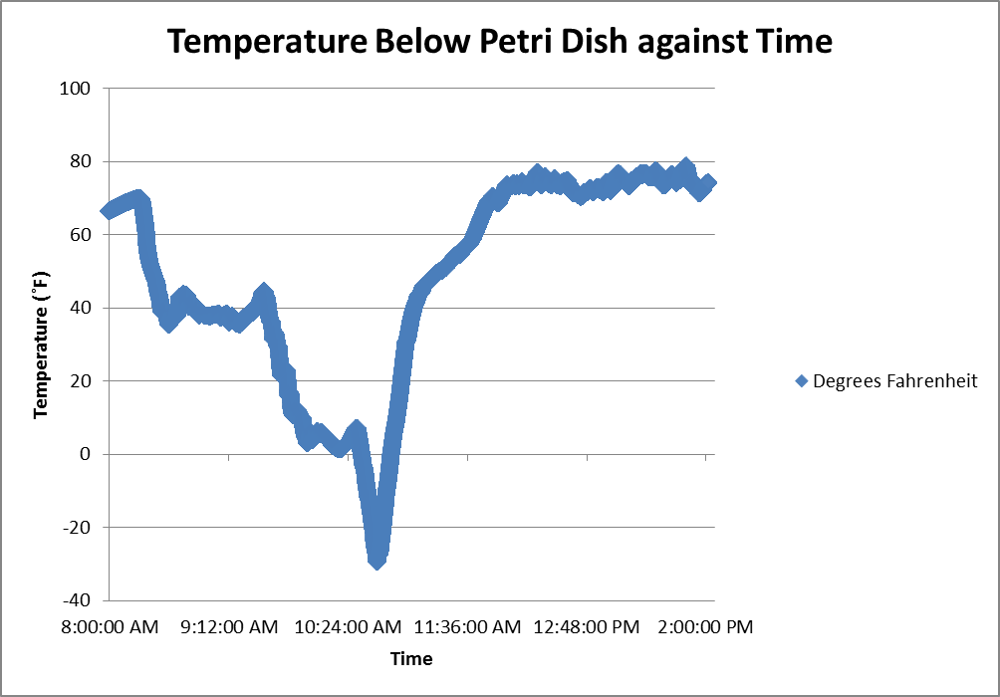 Temperature Below Petri Dish against Time
100
80
60
40
20
0
-20
-40
Temperature (˚F)
8:00:00 AM 9:12:00 AM 10:24:00 AM 11:36:00 AM 12:48:00 PM 2:00:00 PM
Time
Degrees Fahrenheit